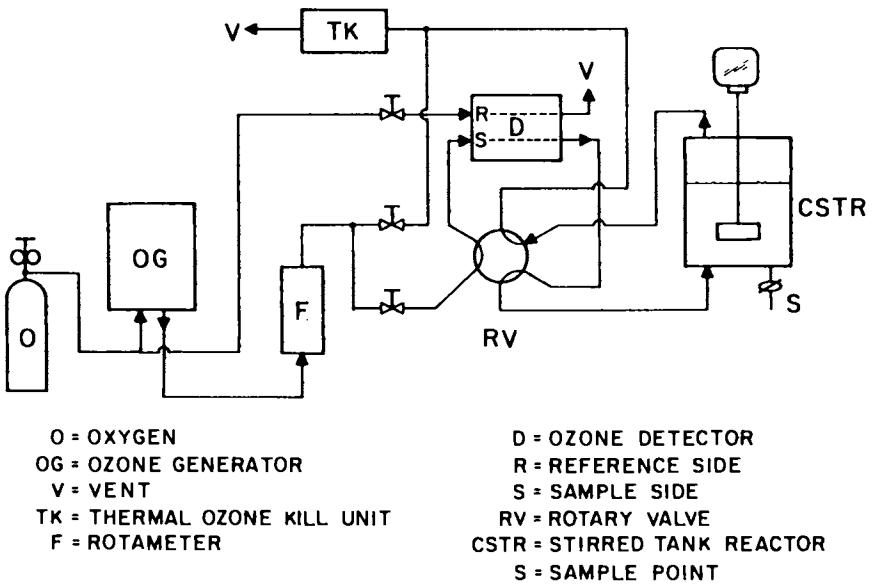 V
TK
V
R
D
S
OG
CSTR
O
F
S
RV
O = OXYGEN
OG = OZONE GENERATOR
V = VENT
TK = THERMAL OZONE KILL UNIT
F = ROTAMETER
D = OZONE DETECTOR
R = REFERENCE SIDE
S = SAMPLE SIDE
RV = ROTARY VALVE
CSTR = STIRRED TANK REACTOR
S = SAMPLE POINT